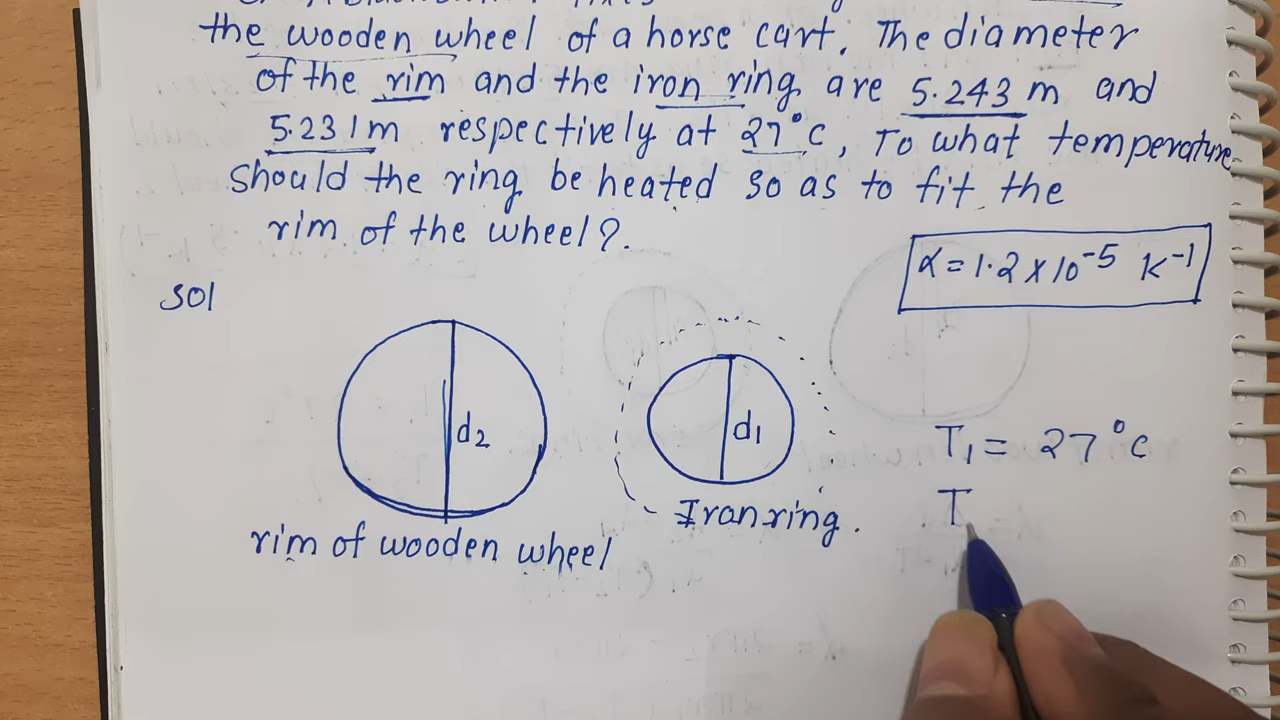 the wooden wheel of a horse cart. The diameter
of the rim and the iron ring are 5.243 m and
5.231m respectively at 27°c, To what temperature
Should the ring be heated so as to fit the
rim of the wheel?.
α = 1.2 x 10-5 K-1
sol
d2
d1
T1 = 27°c
T
Iran ring.
rim of wooden wheel